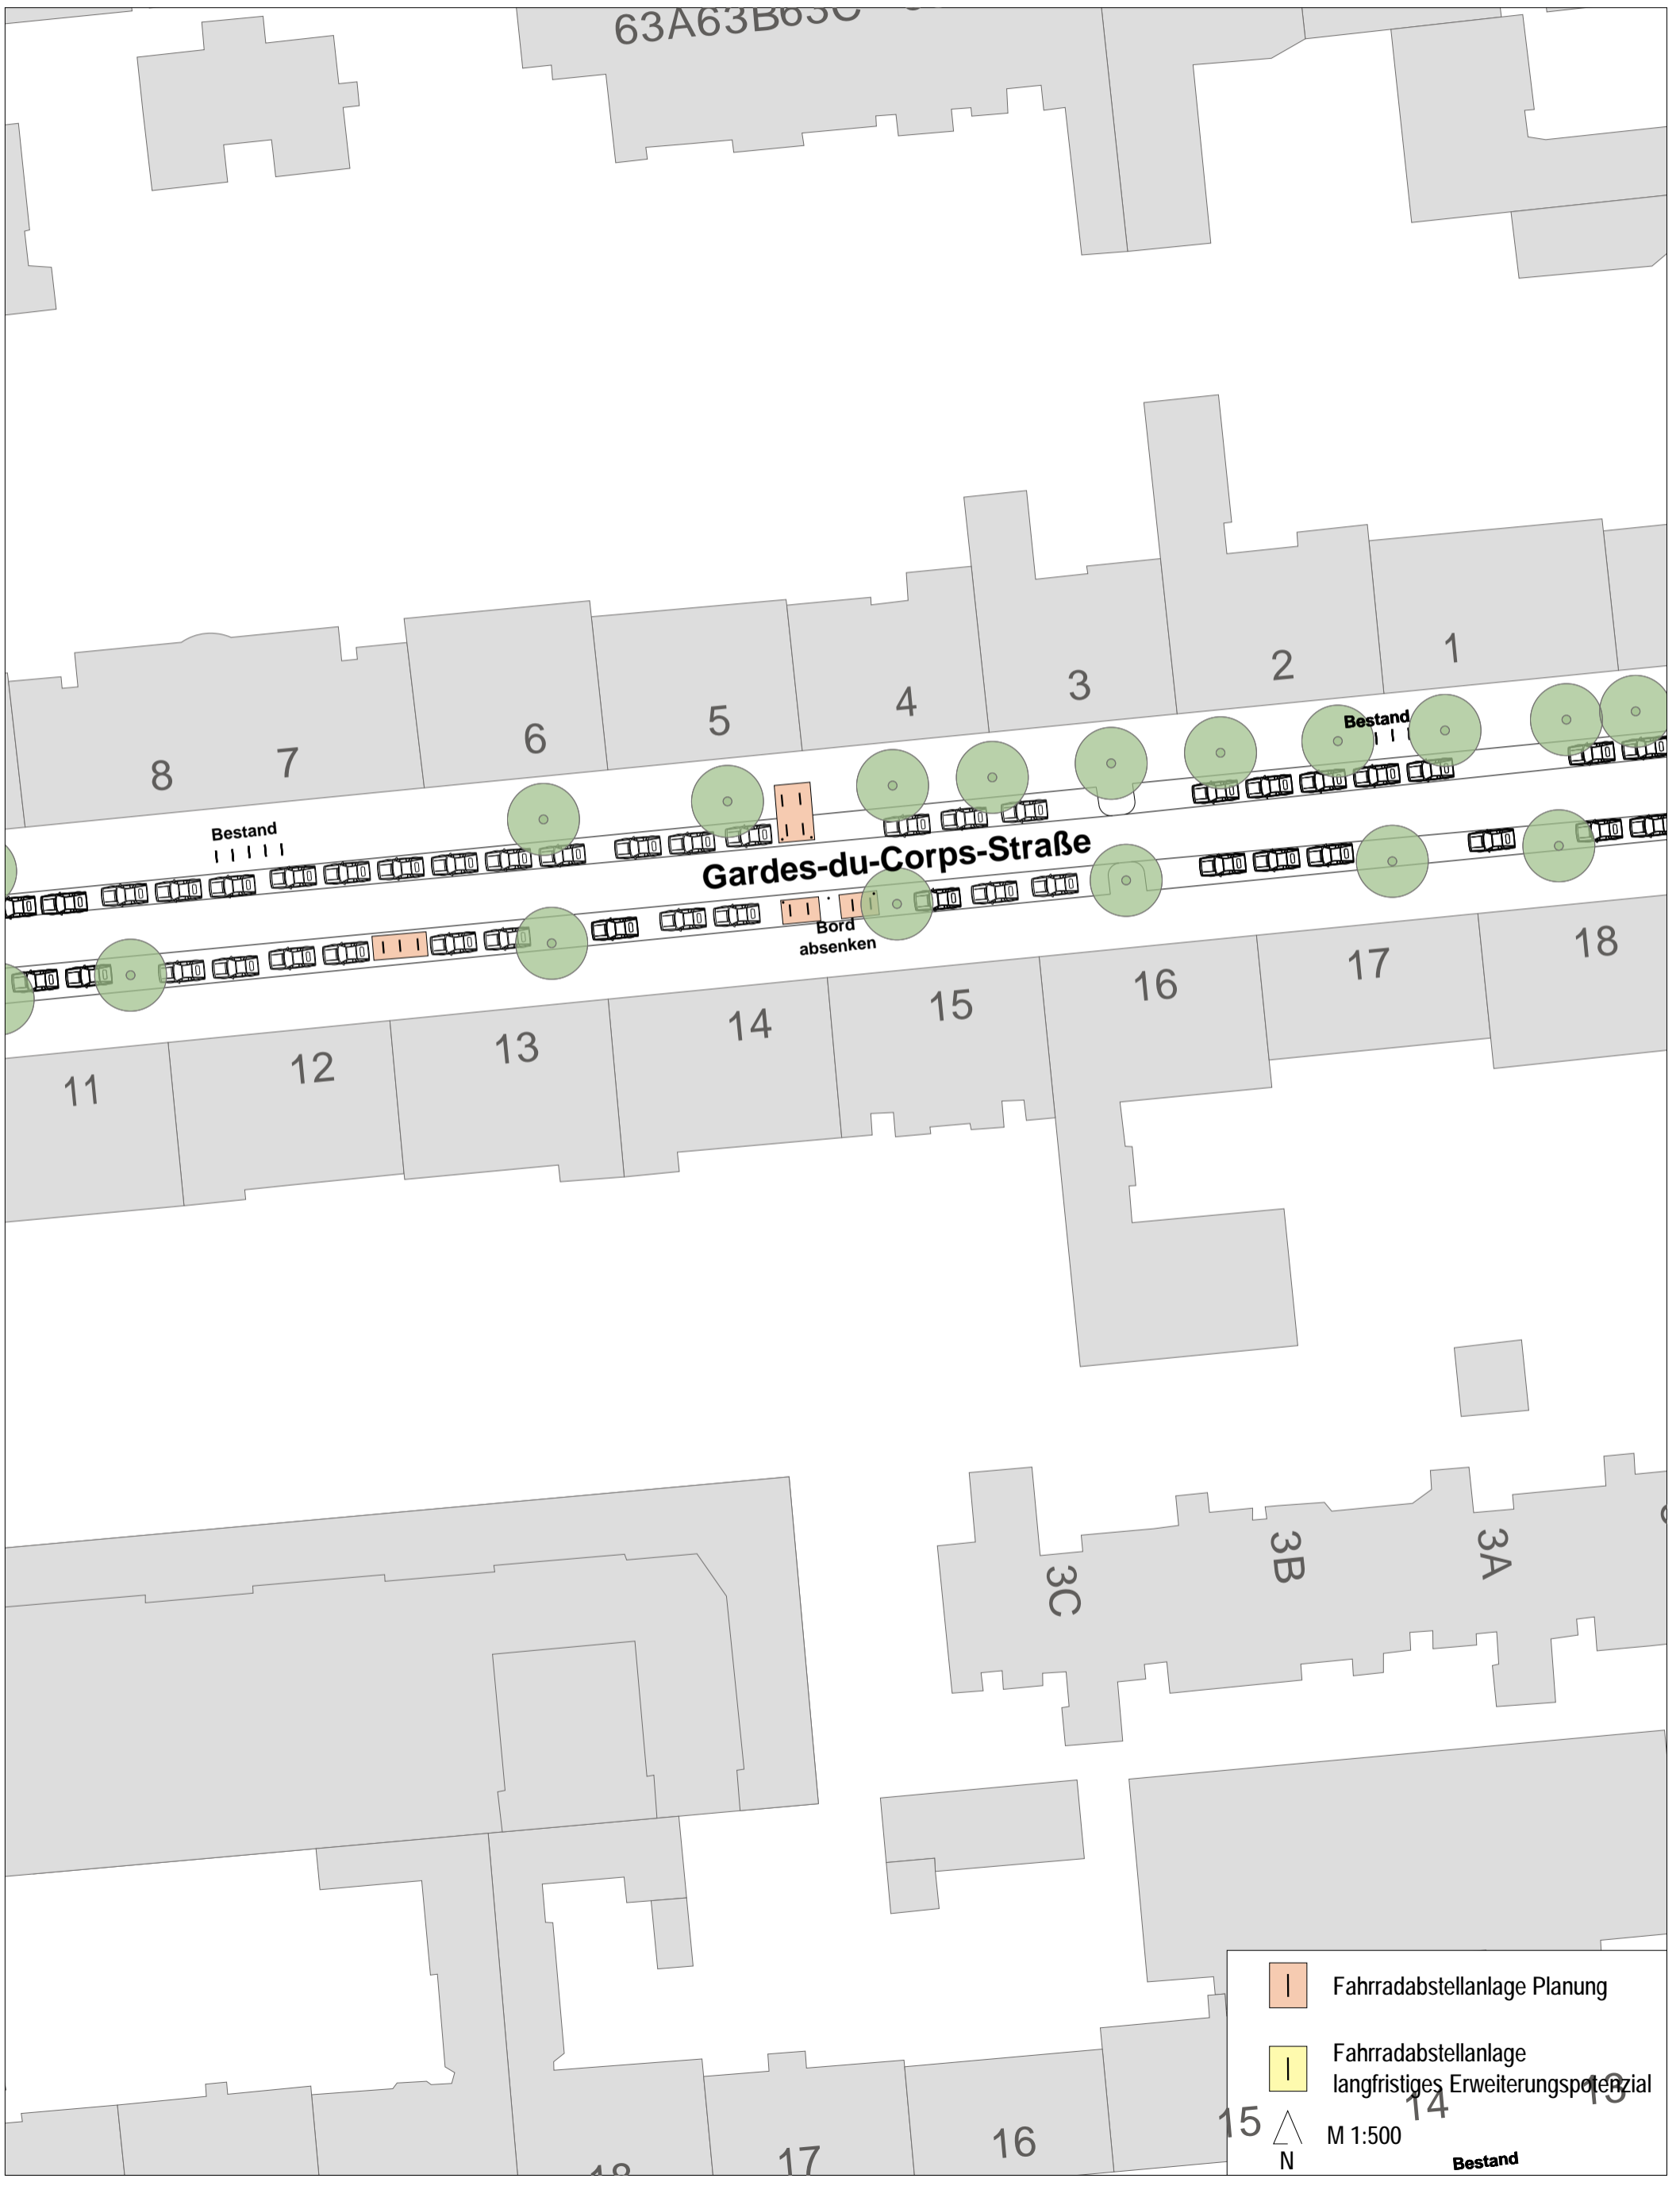 63A63B63C
1
2
3
4
5
6
7
8
Bestand
Bestand
Gardes-du-Corps-Straße
Bord
absenken
18
17
16
15
14
13
12
11
3C
3B
3A
Fahrradabstellanlage Planung
Fahrradabstellanlage
langfristiges Erweiterungspotenzial
13
14
15
M 1:500
N
Bestand
16
17
18